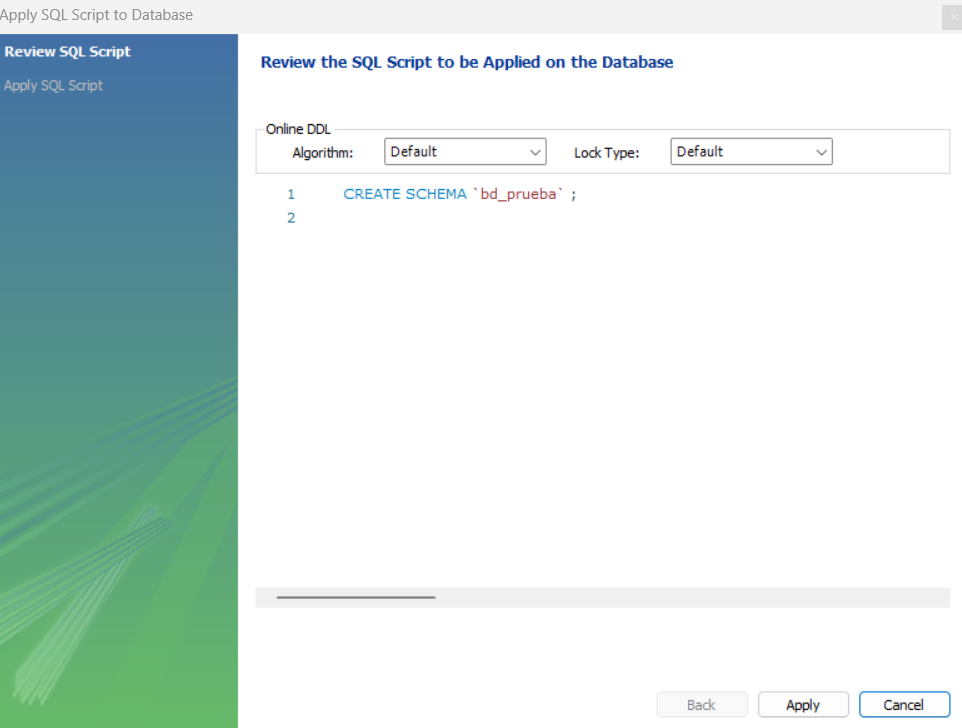 Apply SQL Script to Database
Review SQL Script
Apply SQL Script
Review the SQL Script to be Applied on the Database
Online DDL
Algorithm: Default Lock Type: Default
1 CREATE SCHEMA `bd_prueba` ;
2
Back Apply Cancel